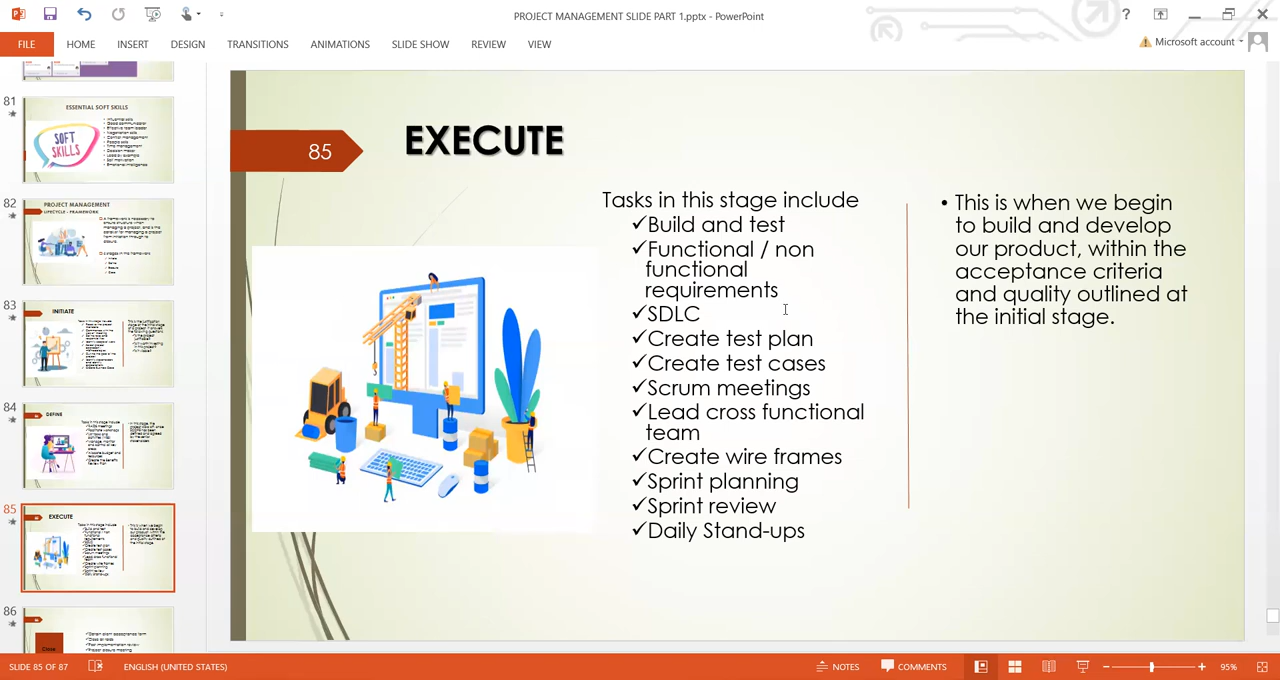 PROJECT MANAGEMENT SLIDE PART 1.pptx - PowerPoint
?
FILE
HOME
INSERT
DESIGN
TRANSITIONS
ANIMATIONS
SLIDE SHOW
REVIEW
VIEW
Microsoft account
81
ESSENTIAL SOFT SKILLS
SOFT
SKILLS
82
PROJECT MANAGEMENT
LIFECYCLE - FRAMEWORK
83
INITIATE
84
DEFINE
85
EXECUTE
86
Close
85
EXECUTE
Tasks in this stage include
✓Build and test
✓Functional / non
functional
requirements
✓SDLC
✓Create test plan
✓Create test cases
✓Scrum meetings
✓Lead cross functional
team
✓Create wire frames
✓Sprint planning
✓Sprint review
✓Daily Stand-ups
• This is when we begin
to build and develop
our product, within the
acceptance criteria
and quality outlined at
the initial stage.
SLIDE 85 OF 87
ENGLISH (UNITED STATES)
NOTES
COMMENTS
95%